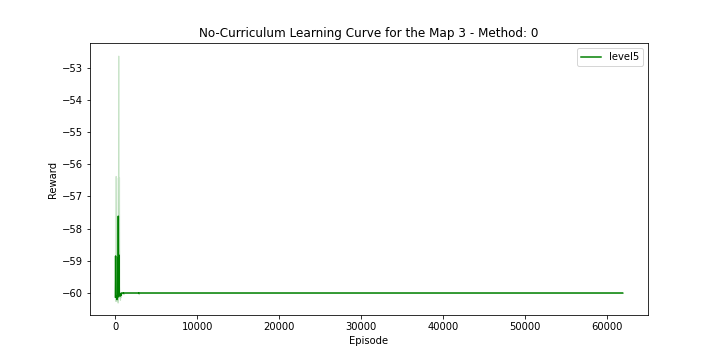 No-Curriculum Learning Curve for the Map 3 - Method: 0
level5
−53
−54
−55
−56
−57
−58
−59
−60
Reward
0 10000 20000 30000 40000 50000 60000
Episode